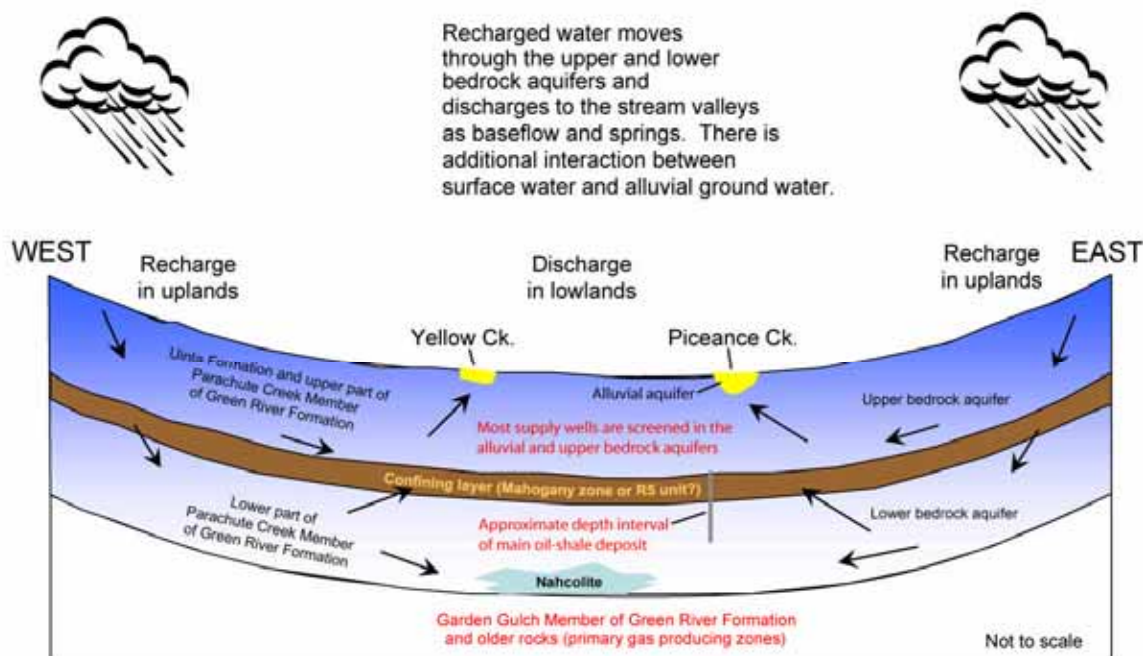 Recharged water moves
through the upper and lower
bedrock aquifers and
discharges to the stream valleys
as baseflow and springs. There is
additional interaction between
surface water and alluvial ground water.
WEST
EAST
Recharge
in uplands
Discharge
in lowlands
Recharge
in uplands
Yellow Ck.
Piceance Ck.
Uinta Formation and upper part of
Parachute Creek Member
of Green River Formation
Alluvial aquifer
Upper bedrock aquifer
Most supply wells are screened in the
alluvial and upper bedrock aquifers
Confining layer (Mahogany zone or R5 unit?)
Lower part of
Parachute Creek Member
of Green River Formation
Approximate depth interval
of main oil-shale deposit
Lower bedrock aquifer
Nahcolite
Garden Gulch Member of Green River Formation
and older rocks (primary gas producing zones)
Not to scale